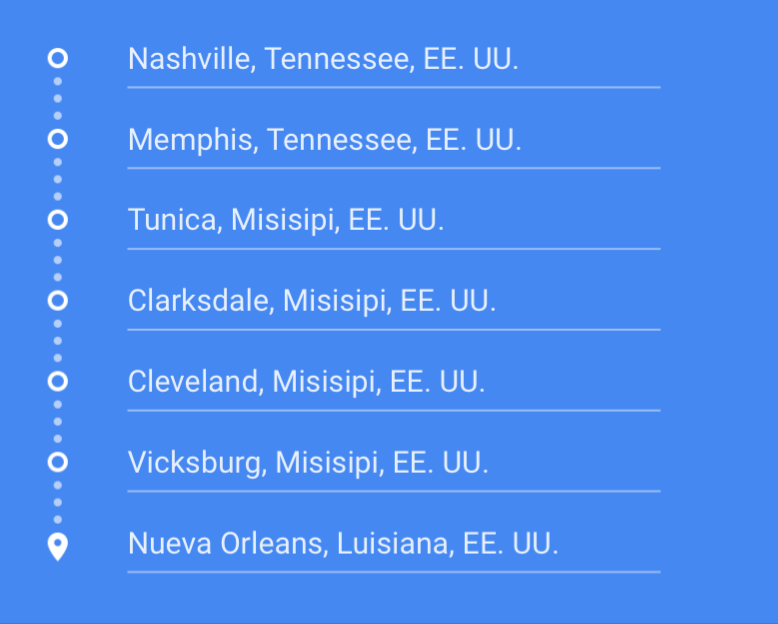 Nashville, Tennessee, EE. UU.
Memphis, Tennessee, EE. UU.
Tunica, Misisipi, EE. UU.
Clarksdale, Misisipi, EE. UU.
Cleveland, Misisipi, EE. UU.
Vicksburg, Misisipi, EE. UU.
Nueva Orleans, Luisiana, EE. UU.